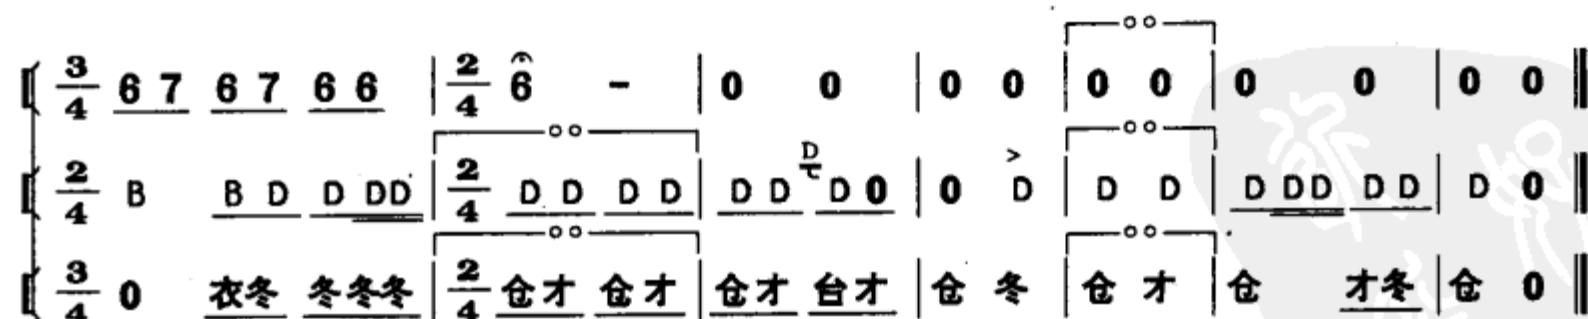 3/4 6 7 6 7 6 6 | 2/4 6 - | 0 0 | 0 0 | 0 0 | 0 0 | 0 0 ‖
2/4 B B D D DD | 2/4 D D D D | D D D D 0 | 0 D | D D | D DD D D | D 0 ‖
3/4 0 衣冬 冬冬冬 | 2/4 仓才 仓才 | 仓才 台才 | 仓 冬 | 仓 才 | 仓 才冬 | 仓 0 ‖